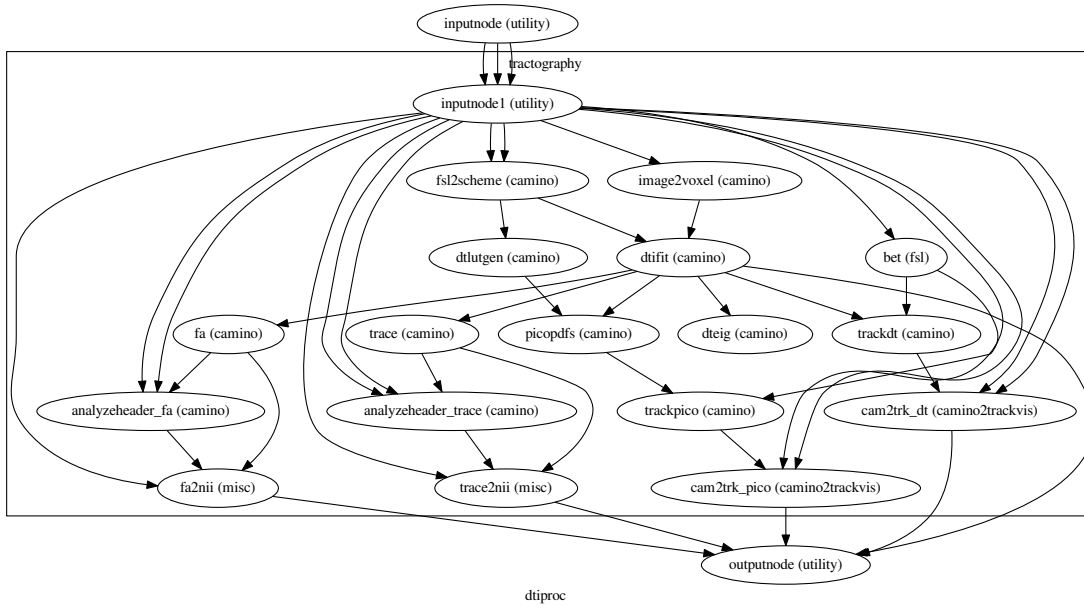 inputnode (utility)
tractography
inputnode1 (utility)
fsl2scheme (camino)
image2voxel (camino)
dtlutgen (camino)
dtifit (camino)
bet (fsl)
fa (camino)
trace (camino)
picopdfs (camino)
dteig (camino)
trackdt (camino)
analyzeheader_fa (camino)
analyzeheader_trace (camino)
trackpico (camino)
cam2trk_dt (camino2trackvis)
fa2nii (misc)
trace2nii (misc)
cam2trk_pico (camino2trackvis)
outputnode (utility)
dtiproc